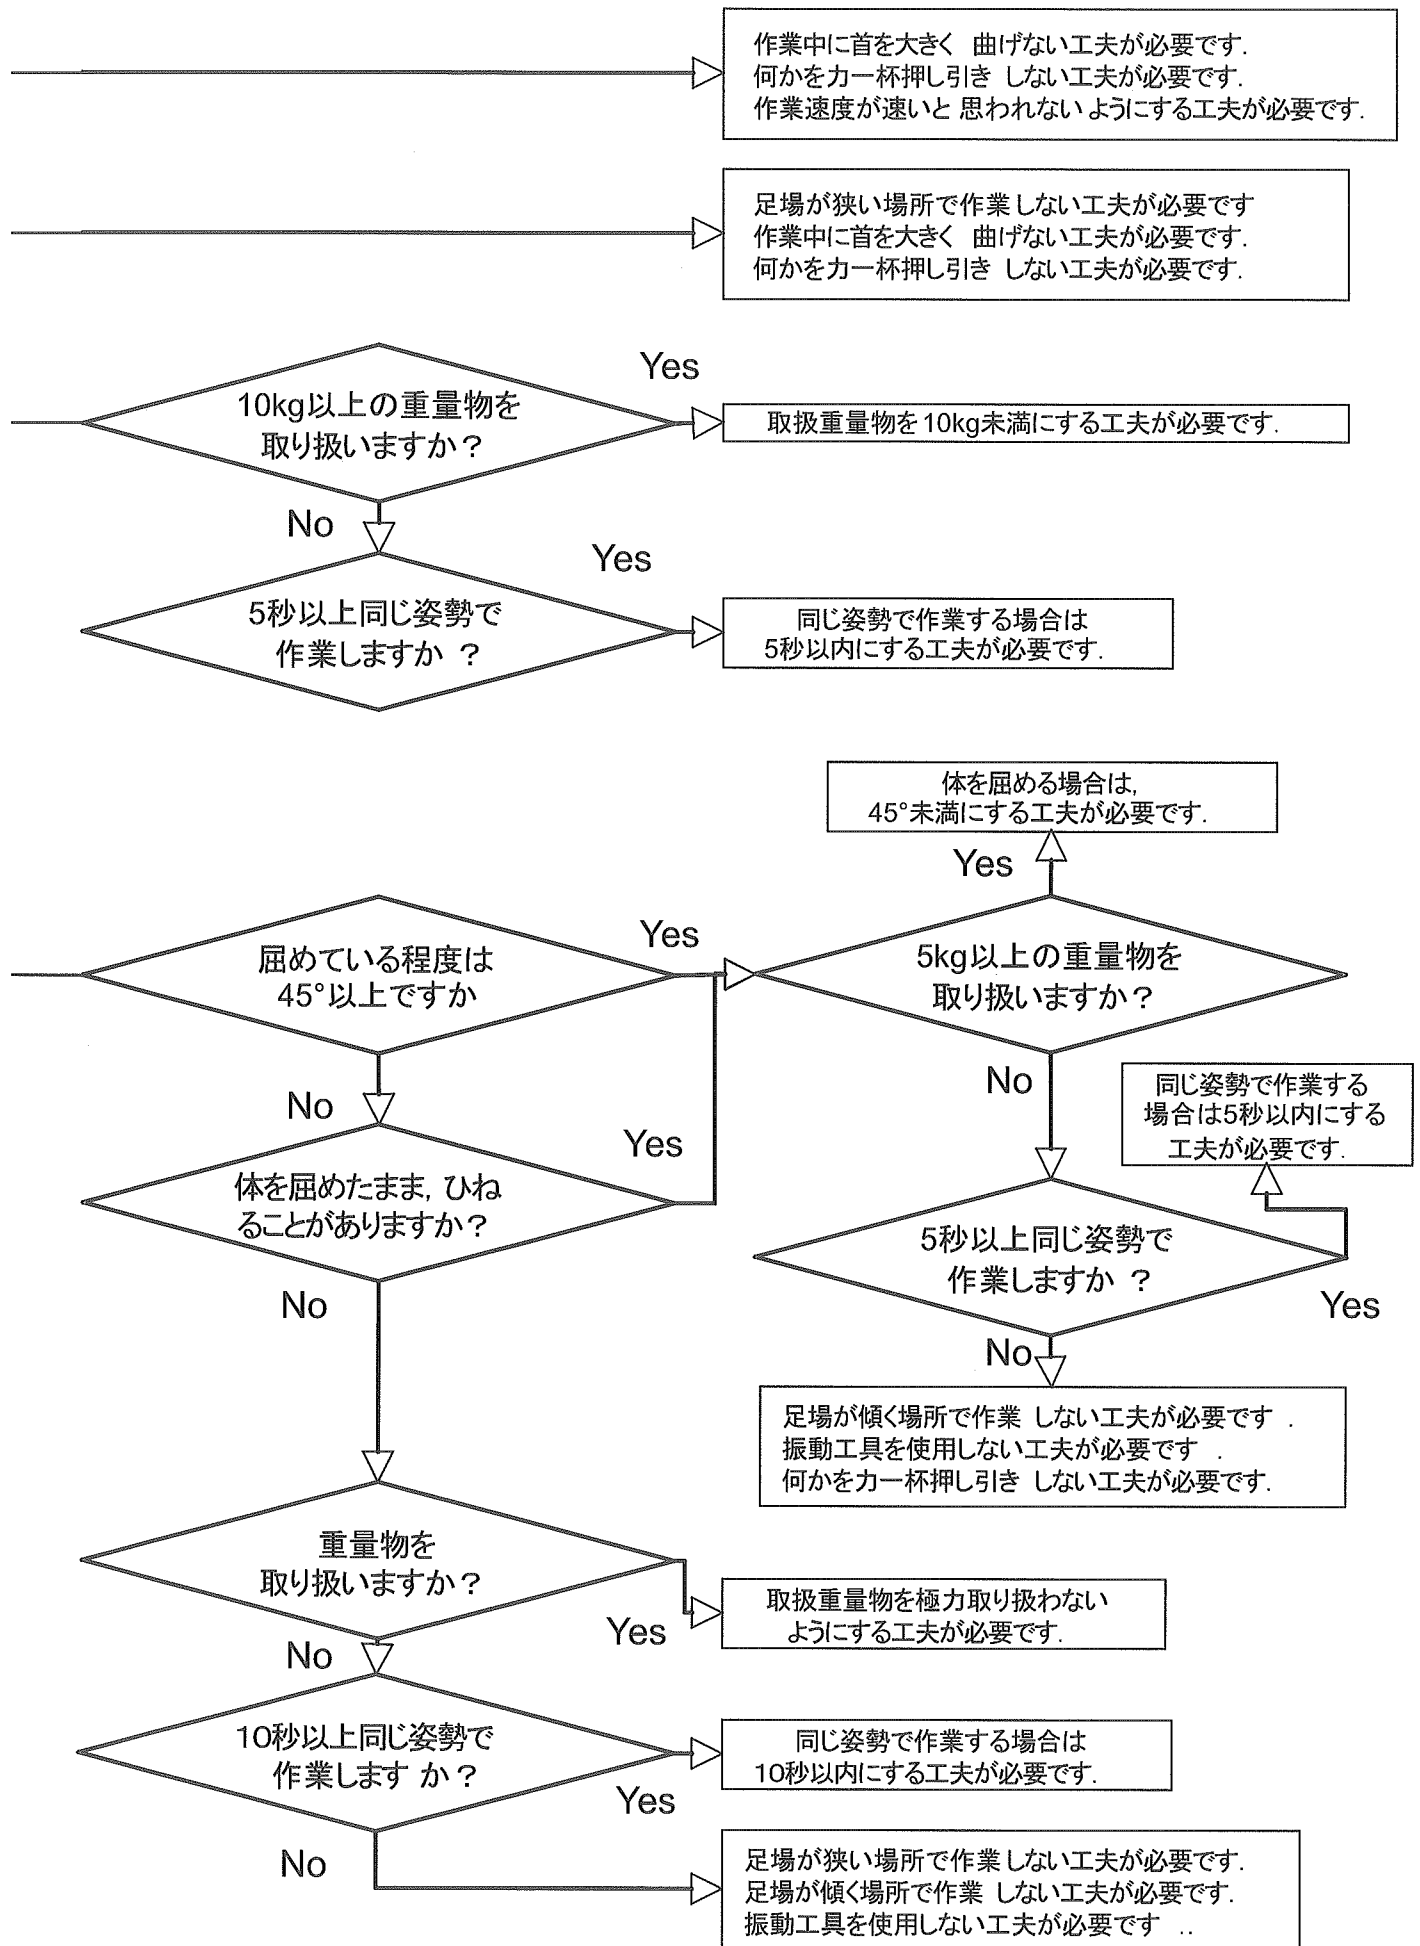 作業中に首を大きく 曲げない工夫が必要です.
何かを力一杯押し引き しない工夫が必要です.
作業速度が速いと 思われない ようにする工夫が必要です.
足場が狭い場所で作業 しない工夫が必要です
作業中に首を大きく 曲げない工夫が必要です.
何かを力一杯押し引き しない工夫が必要です.
10kg以上の重量物を
取り扱いますか？
Yes
取扱重量物を10kg未満にする工夫が必要です.
No
5秒以上同じ姿勢で
作業しますか ？
Yes
同じ姿勢で作業する場合は
5秒以内にする工夫が必要です.
体を屈める場合は,
45°未満にする工夫が必要です.
Yes
屈めている程度は
45°以上ですか
Yes
5kg以上の重量物を
取り扱いますか？
No
No
同じ姿勢で作業する
場合は5秒以内にする
工夫が必要です.
体を屈めたまま, ひね
ることがありますか？
Yes
5秒以上同じ姿勢で
作業しますか ？
Yes
No
No
足場が傾く場所で作業 しない工夫が必要です .
振動工具を使用しない工夫が必要です .
何かを力一杯押し引き しない工夫が必要です.
重量物を
取り扱いますか？
Yes
取扱重量物を極力取り扱わない
ようにする工夫が必要です.
No
10秒以上同じ姿勢で
作業します か？
Yes
同じ姿勢で作業する場合は
10秒以内にする工夫が必要です.
No
足場が狭い場所で作業 しない工夫が必要です.
足場が傾く場所で作業 しない工夫が必要です.
振動工具を使用しない工夫が必要です ..